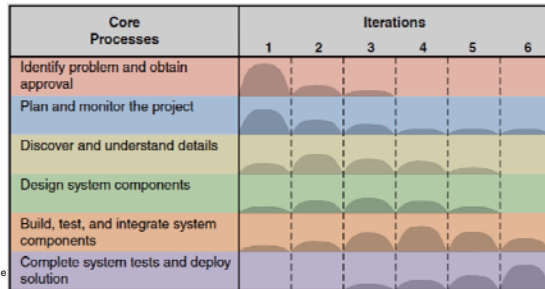 Core
Processes
Iterations
1 2 3 4 5 6
Identify problem and obtain
approval
Plan and monitor the project
Discover and understand details
Design system components
Build, test, and integrate system
components
Complete system tests and deploy
solution
e